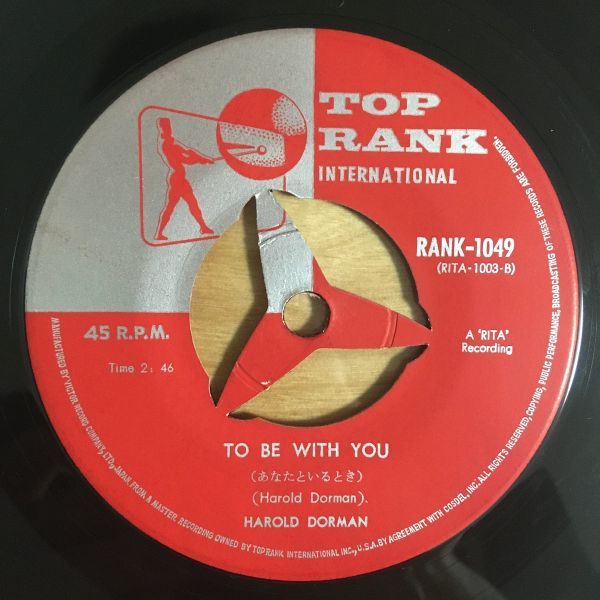 TOP
RANK
INTERNATIONAL
RANK-1049
(RITA-1003-B)
45 R.P.M.
Time 2: 46
A 'RITA'
Recording
TO BE WITH YOU
(あなたといるとき)
(Harold Dorman).
HAROLD DORMAN
MANUFACTURED BY VICTOR RECORD COMPANY, LTD., JAPAN, FROM A MASTER RECORDING OWNED BY TOP RANK INTERNATIONAL INC., U.S.A. BY AGREEMENT WITH COSDEL, INC. ALL RIGHTS RESERVED, COPYING, PUBLIC PERFORMANCE, BROADCASTING OF THESE RECORDS ARE FORBIDDEN.